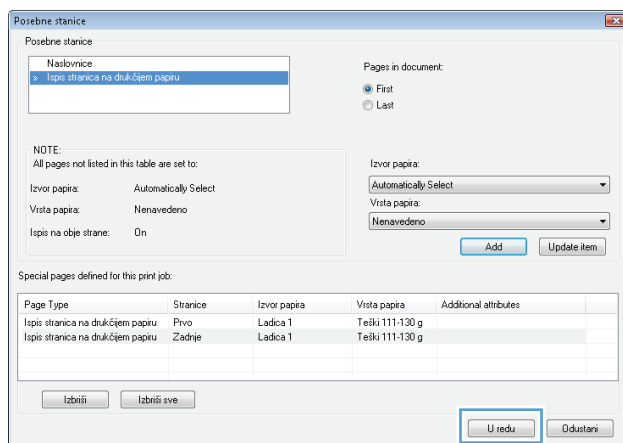 Posebne stanice
Posebne stanice
Naslovnice
» Ispis stranica na drukčijem papiru
Pages in document:
First
Last
NOTE:
All pages not listed in this table are set to:
Izvor papira: Automatically Select
Vrsta papira: Nenavedeno
Ispis na obje strane: On
Izvor papira:
Automatically Select
Vrsta papira:
Nenavedeno
Add Update item
Special pages defined for this print job:
Page Type Stranice Izvor papira Vrsta papira Additional attributes
Ispis stranica na drukčijem papiru Prvo Ladica 1 Teški 111-130 g
Ispis stranica na drukčijem papiru Zadnje Ladica 1 Teški 111-130 g
Izbriši Izbriši sve
U redu Odustani